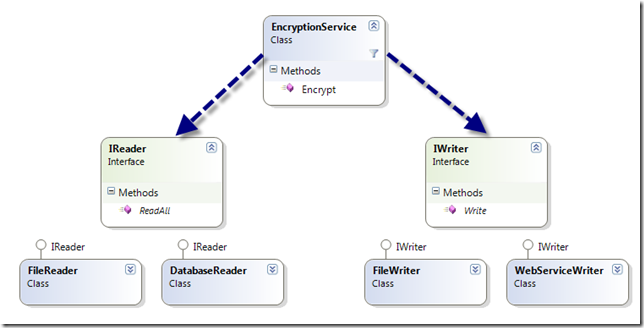 EncryptionService
Class
Methods
Encrypt
IReader
Interface
Methods
ReadAll
IWriter
Interface
Methods
Write
IReader
FileReader
Class
IReader
DatabaseReader
Class
IWriter
FileWriter
Class
IWriter
WebServiceWriter
Class